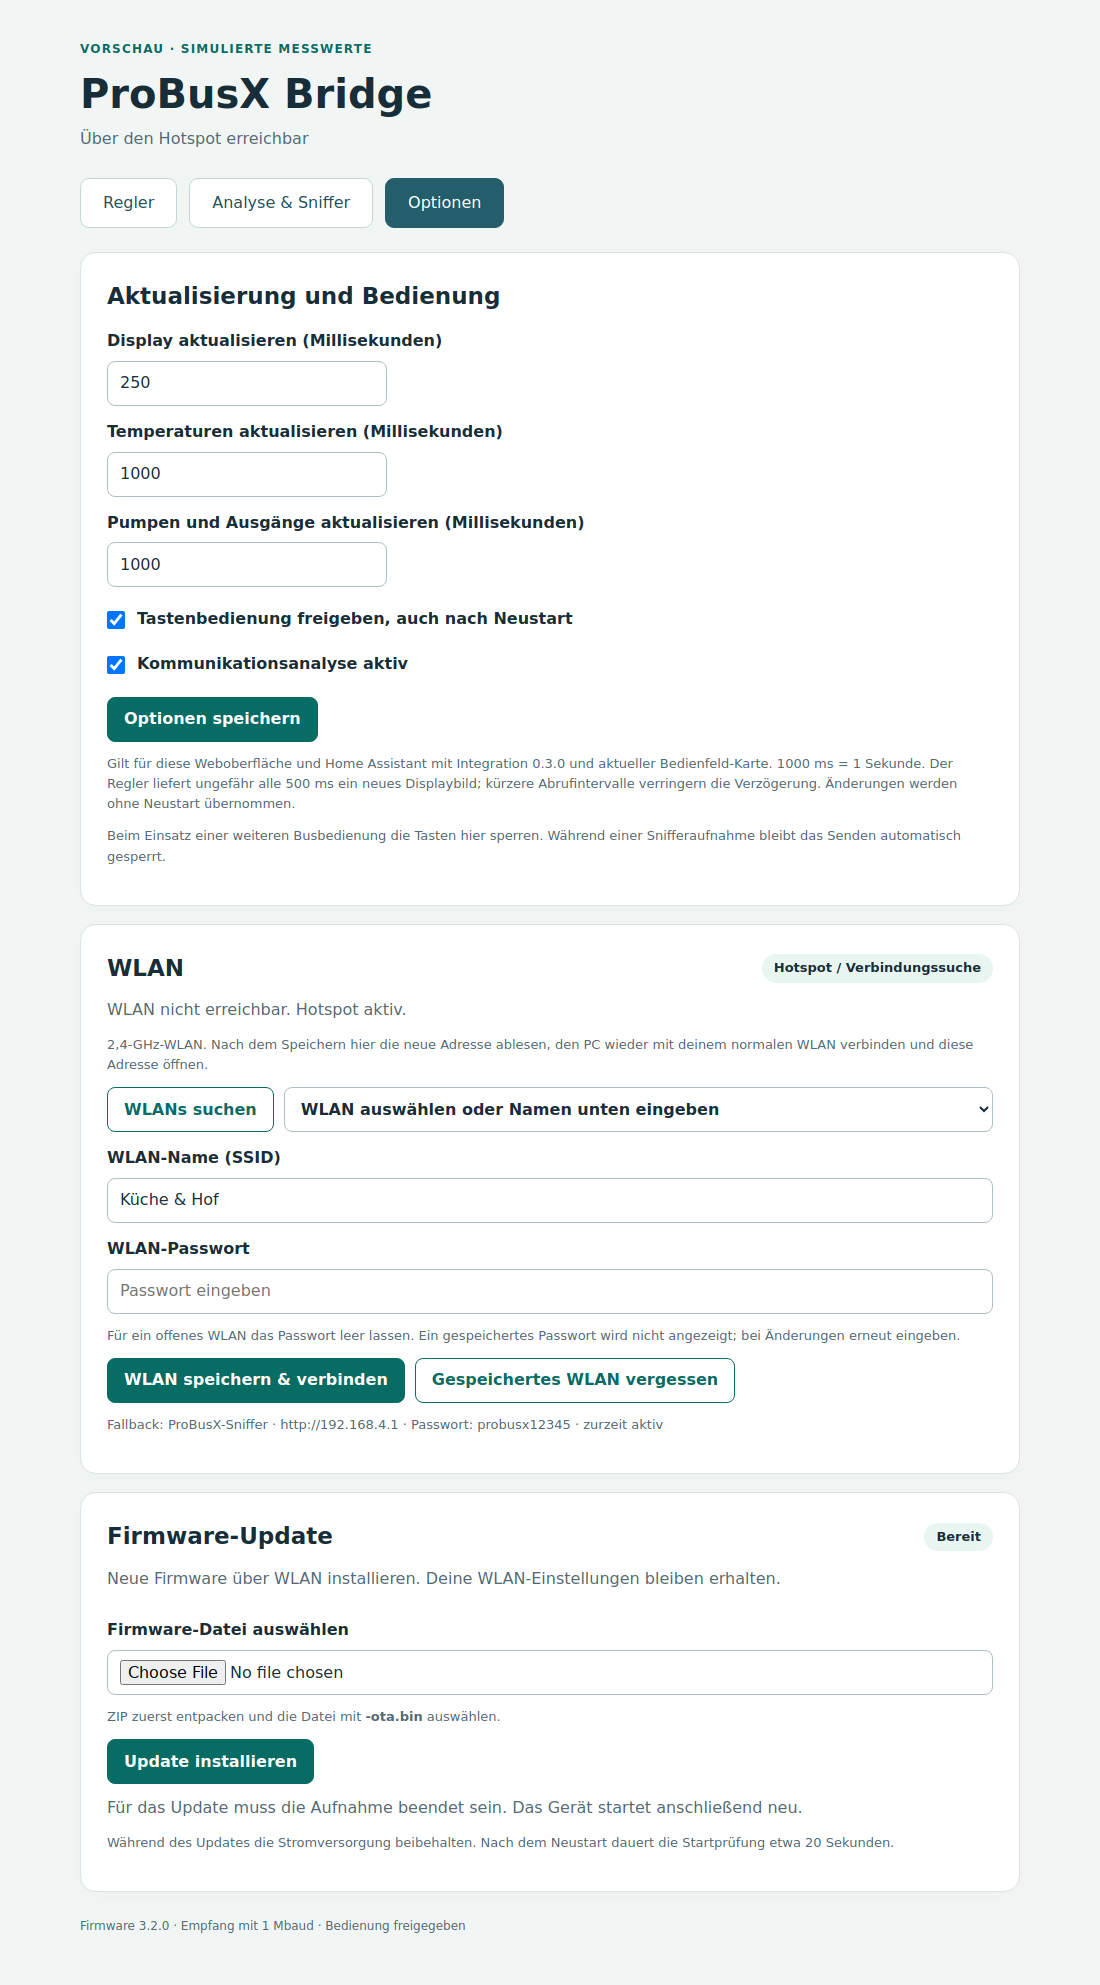 VORSCHAU · SIMULIERTE MESSWERTE
ProBusX Bridge
Über den Hotspot erreichbar
Regler
Analyse & Sniffer
Optionen
Aktualisierung und Bedienung
Display aktualisieren (Millisekunden)
250
Temperaturen aktualisieren (Millisekunden)
1000
Pumpen und Ausgänge aktualisieren (Millisekunden)
1000
Tastenbedienung freigeben, auch nach Neustart
Kommunikationsanalyse aktiv
Optionen speichern
Gilt für diese Weboberfläche und Home Assistant mit Integration 0.3.0 und aktueller Bedienfeld-Karte. 1000 ms = 1 Sekunde. Der
Regler liefert ungefähr alle 500 ms ein neues Displaybild; kürzere Abrufintervalle verringern die Verzögerung. Änderungen werden
ohne Neustart übernommen.
Beim Einsatz einer weiteren Busbedienung die Tasten hier sperren. Während einer Snifferaufnahme bleibt das Senden automatisch
gesperrt.
WLAN
Hotspot / Verbindungssuche
WLAN nicht erreichbar. Hotspot aktiv.
2,4-GHz-WLAN. Nach dem Speichern hier die neue Adresse ablesen, den PC wieder mit deinem normalen WLAN verbinden und diese
Adresse öffnen.
WLANs suchen
WLAN auswählen oder Namen unten eingeben
WLAN-Name (SSID)
Küche & Hof
WLAN-Passwort
Passwort eingeben
Für ein offenes WLAN das Passwort leer lassen. Ein gespeichertes Passwort wird nicht angezeigt; bei Änderungen erneut eingeben.
WLAN speichern & verbinden
Gespeichertes WLAN vergessen
Fallback: ProBusX-Sniffer · http://192.168.4.1 · Passwort: probusx12345 · zurzeit aktiv
Firmware-Update
Bereit
Neue Firmware über WLAN installieren. Deine WLAN-Einstellungen bleiben erhalten.
Firmware-Datei auswählen
Choose File No file chosen
ZIP zuerst entpacken und die Datei mit -ota.bin auswählen.
Update installieren
Für das Update muss die Aufnahme beendet sein. Das Gerät startet anschließend neu.
Während des Updates die Stromversorgung beibehalten. Nach dem Neustart dauert die Startprüfung etwa 20 Sekunden.
Firmware 3.2.0 · Empfang mit 1 Mbaud · Bedienung freigegeben